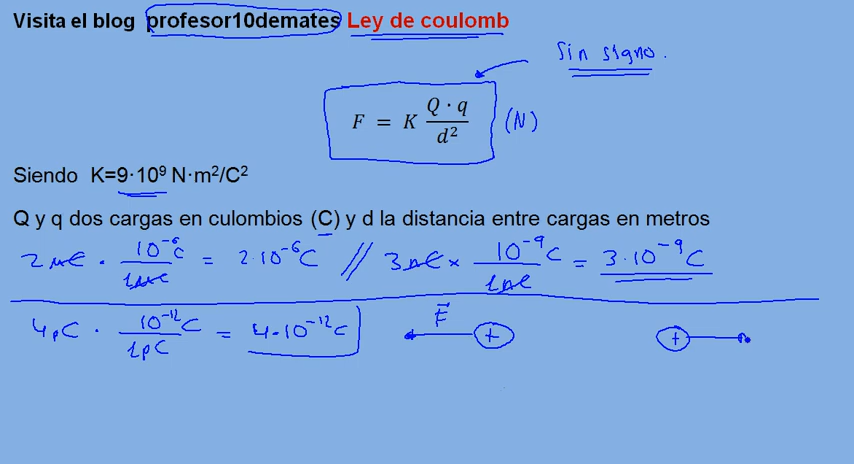 Visita el blog profesor10demates Ley de coulomb
Sin signo.
F = K Q · q / d² (N)
Siendo K=9·10⁹ N·m²/C²
Q y q dos cargas en culombios (C) y d la distancia entre cargas en metros
2 μC · 10⁻⁶C / 1μC = 2·10⁻⁶C // 3nC × 10⁻⁹C / 1nC = 3·10⁻⁹C
4pC · 10⁻¹²C / 1pC = 4·10⁻¹²C F⃗ + +